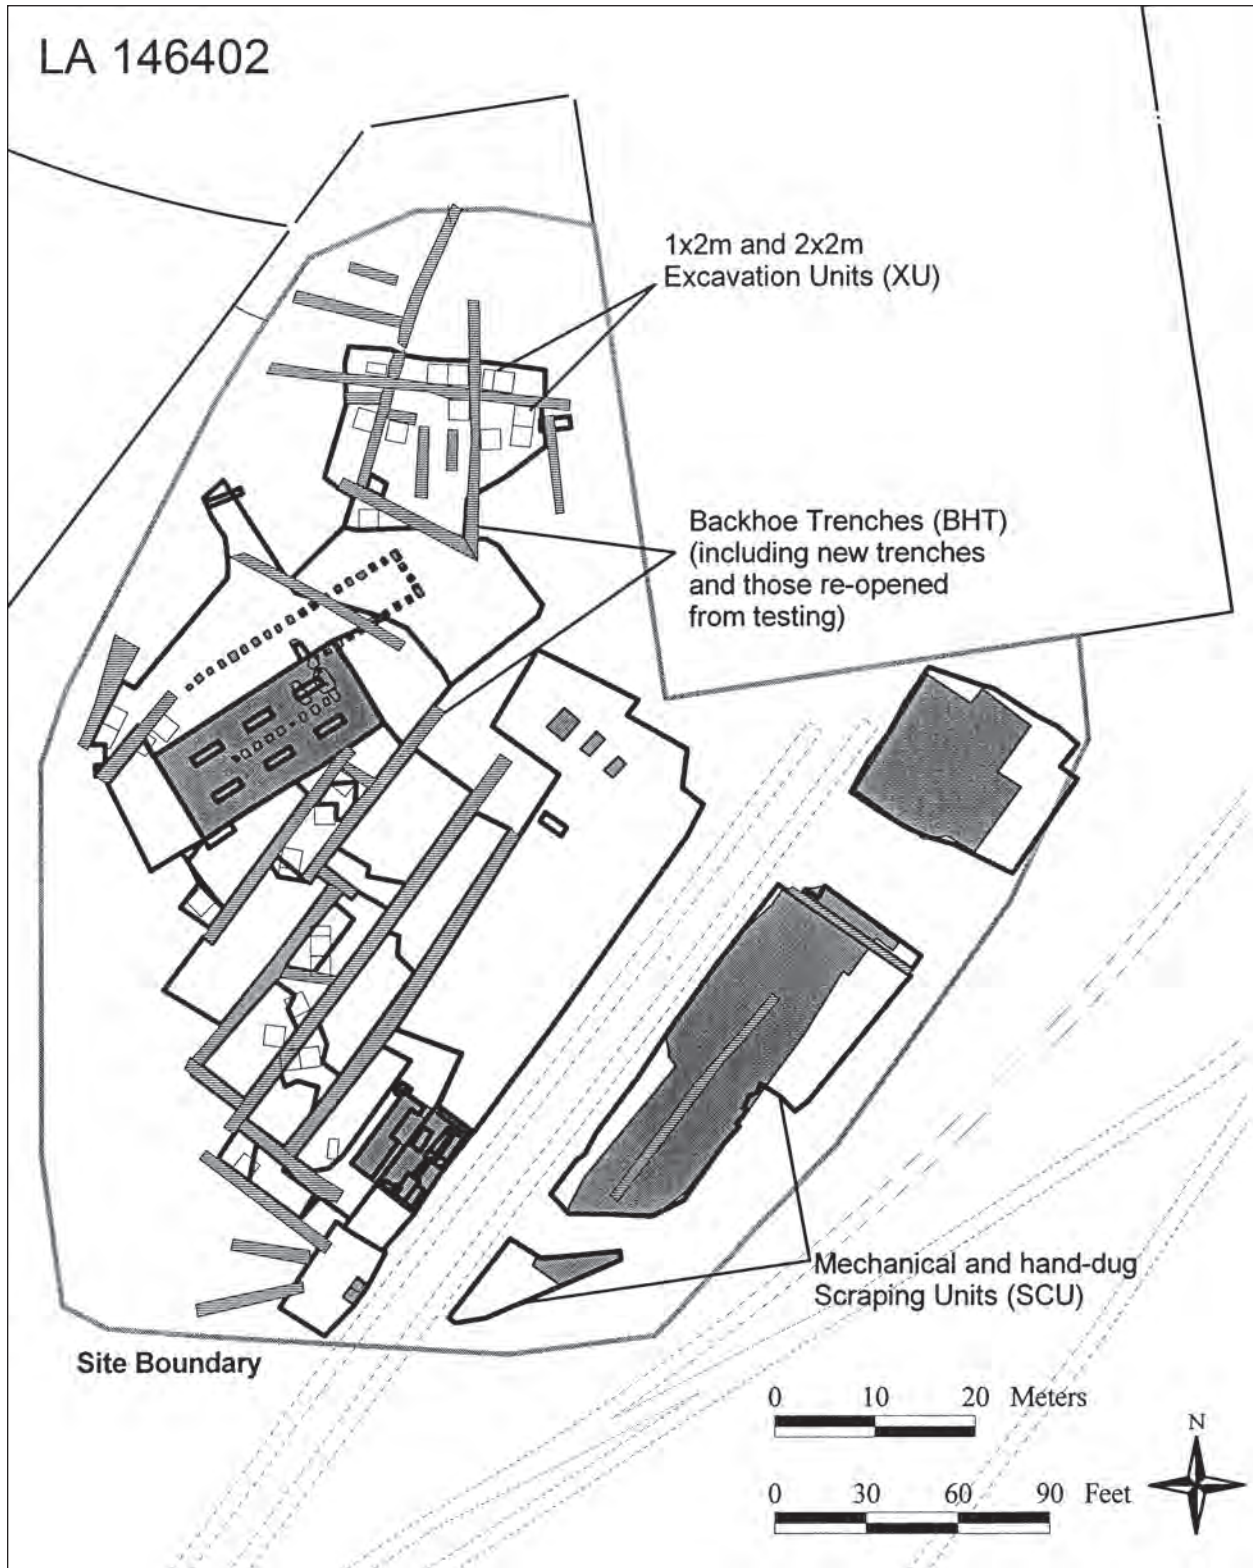 LA 146402
1x2m and 2x2m
Excavation Units (XU)
Backhoe Trenches (BHT)
(including new trenches
and those re-opened
from testing)
Mechanical and hand-dug
Scraping Units (SCU)
Site Boundary
0 10 20 Meters
N
0 30 60 90 Feet